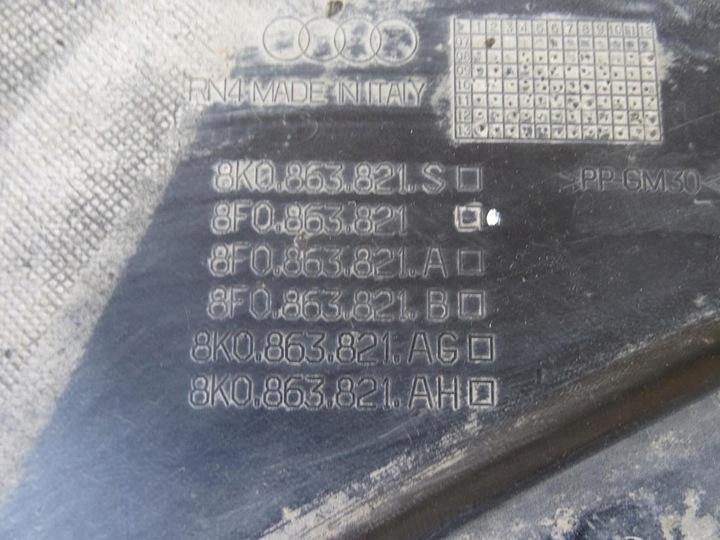 RN4 MADE IN ITALY
8K0.863.821.S
8F0.863.821
8F0.863.821.A
8F0.863.821.B
8K0.863.821.AG
8K0.863.821.AH
>PP-GM30<